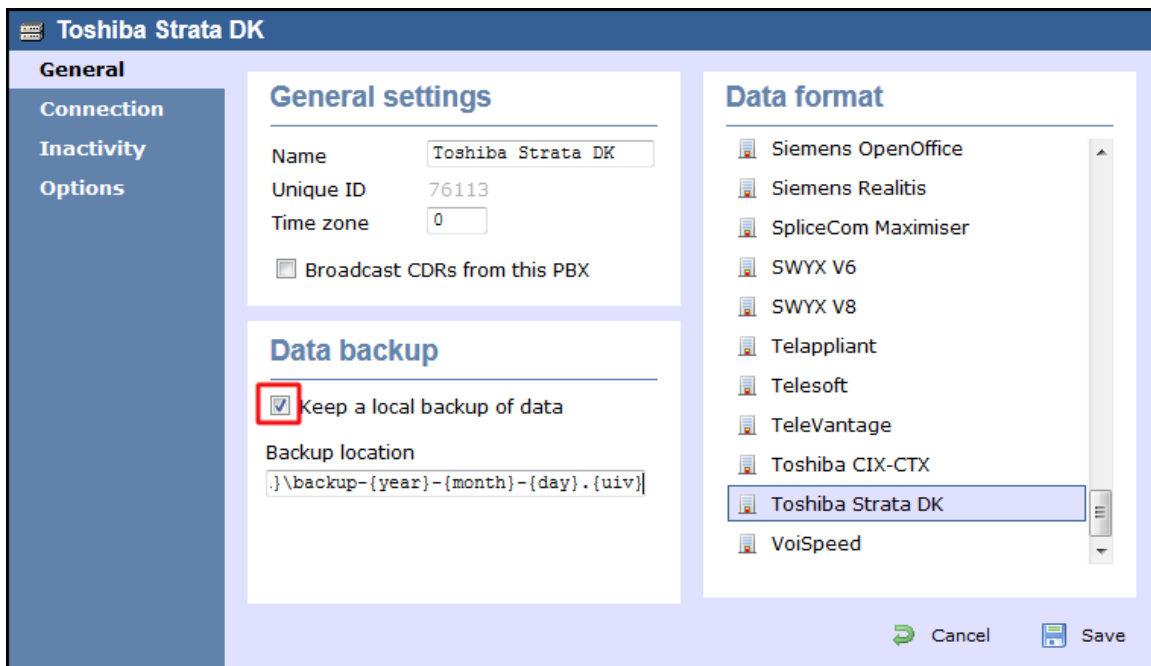 Toshiba Strata DK
General
Connection
Inactivity
Options
General settings
Name Toshiba Strata DK
Unique ID 76113
Time zone 0
Broadcast CDRs from this PBX
Data backup
Keep a local backup of data
Backup location
.}\backup-{year}-{month}-{day}.{uiv}
Data format
Siemens OpenOffice
Siemens Realitis
SpliceCom Maximiser
SWYX V6
SWYX V8
Telappliant
Telesoft
TeleVantage
Toshiba CIX-CTX
Toshiba Strata DK
VoiSpeed
Cancel Save